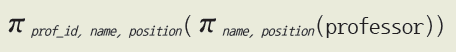 π prof_id, name, position( π name, position(professor))